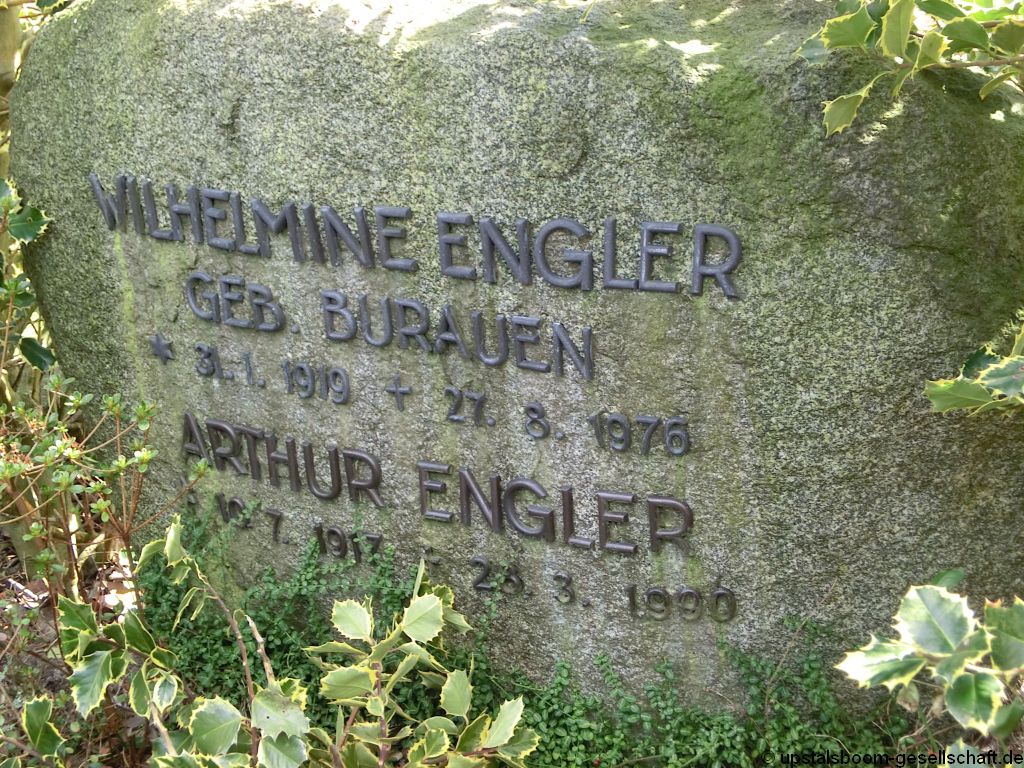 WILHELMINE ENGLER
GEB. BURAUEN
* 31. 1. 1919 + 27. 8. 1976
ARTHUR ENGLER
7. 1917 23. 3. 1990
© upstalsboom-gesellschaft.de